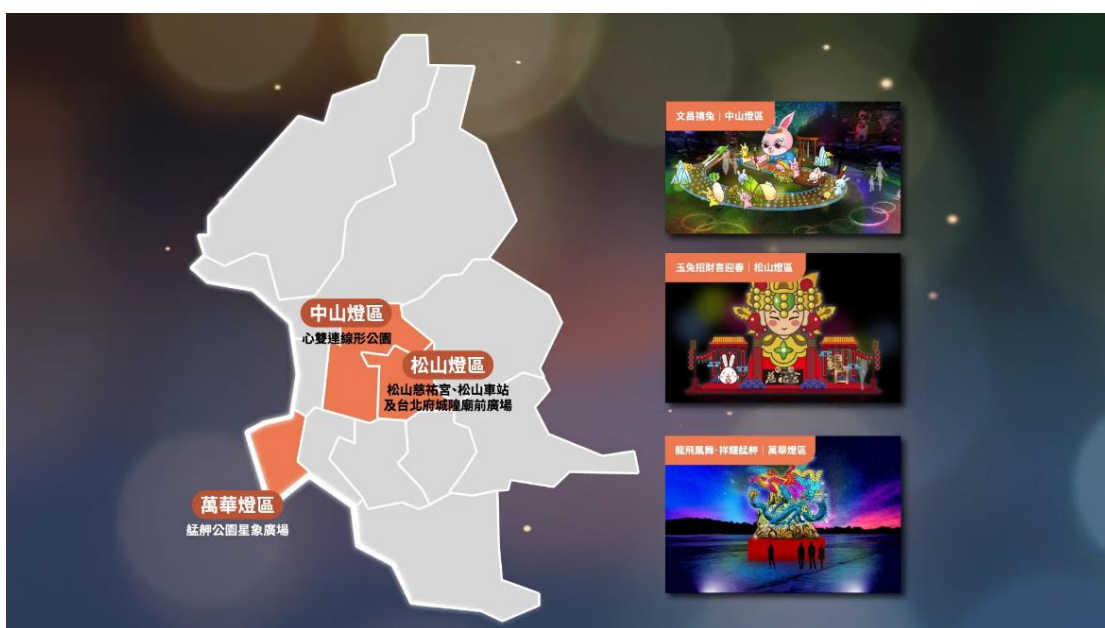 中山燈區
心雙連線形公園
松山燈區
松山慈祐宮、松山車站
及台北府城隍廟前廣場
萬華燈區
艋舺公園星象廣場
文昌禱兔｜中山燈區
玉兔招財喜迎春｜松山燈區
慈祐宮
龍飛鳳舞·祥耀艋舺｜萬華燈區